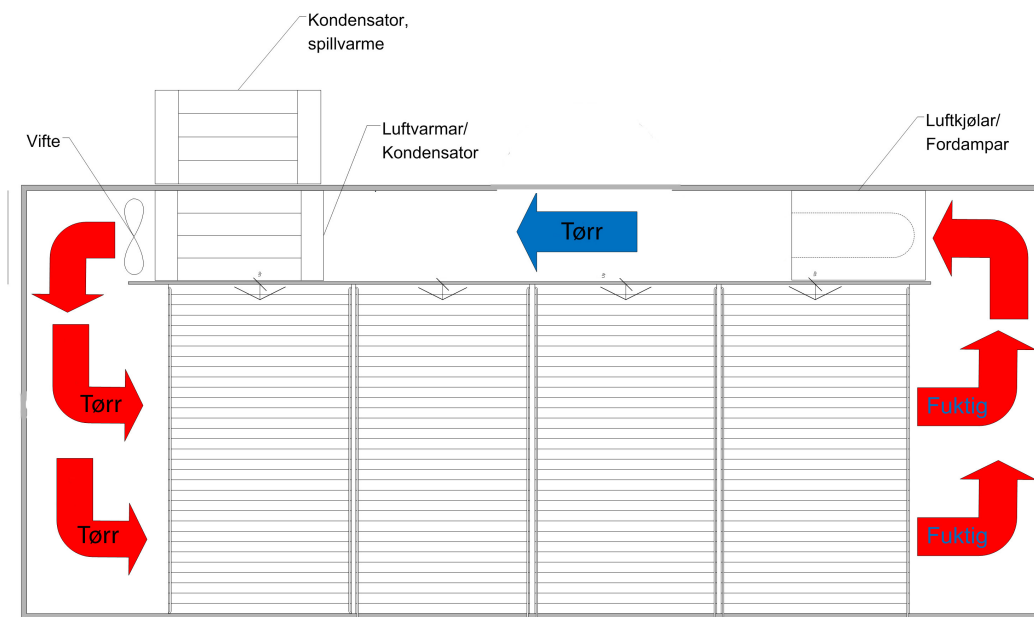 Kondensator,
spillvarme
Vifte
Luftvarmar/
Kondensator
Luftkjølar/
Fordampar
Tørr
Tørr
Fuktig
Tørr
Fuktig